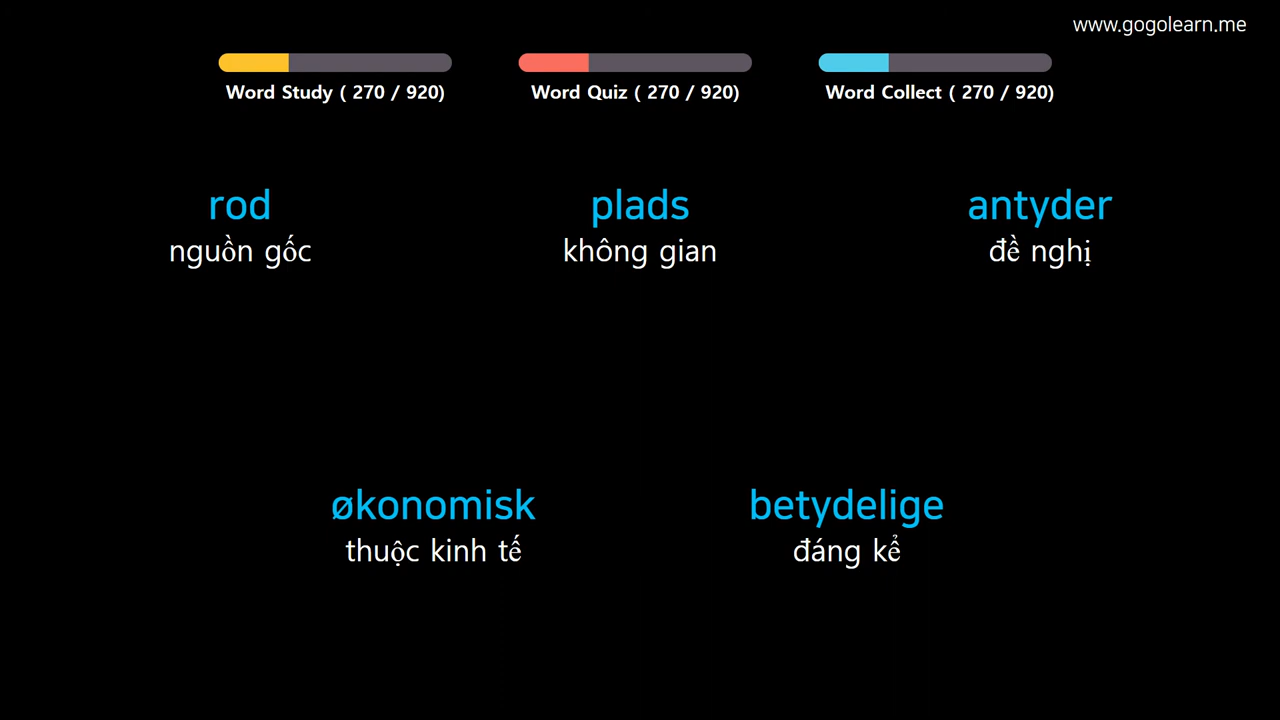 www.gogolearn.me
Word Study ( 270 / 920)
Word Quiz ( 270 / 920)
Word Collect ( 270 / 920)
rod
nguồn gốc
plads
không gian
antyder
đề nghị
økonomisk
thuộc kinh tế
betydelige
đáng kể